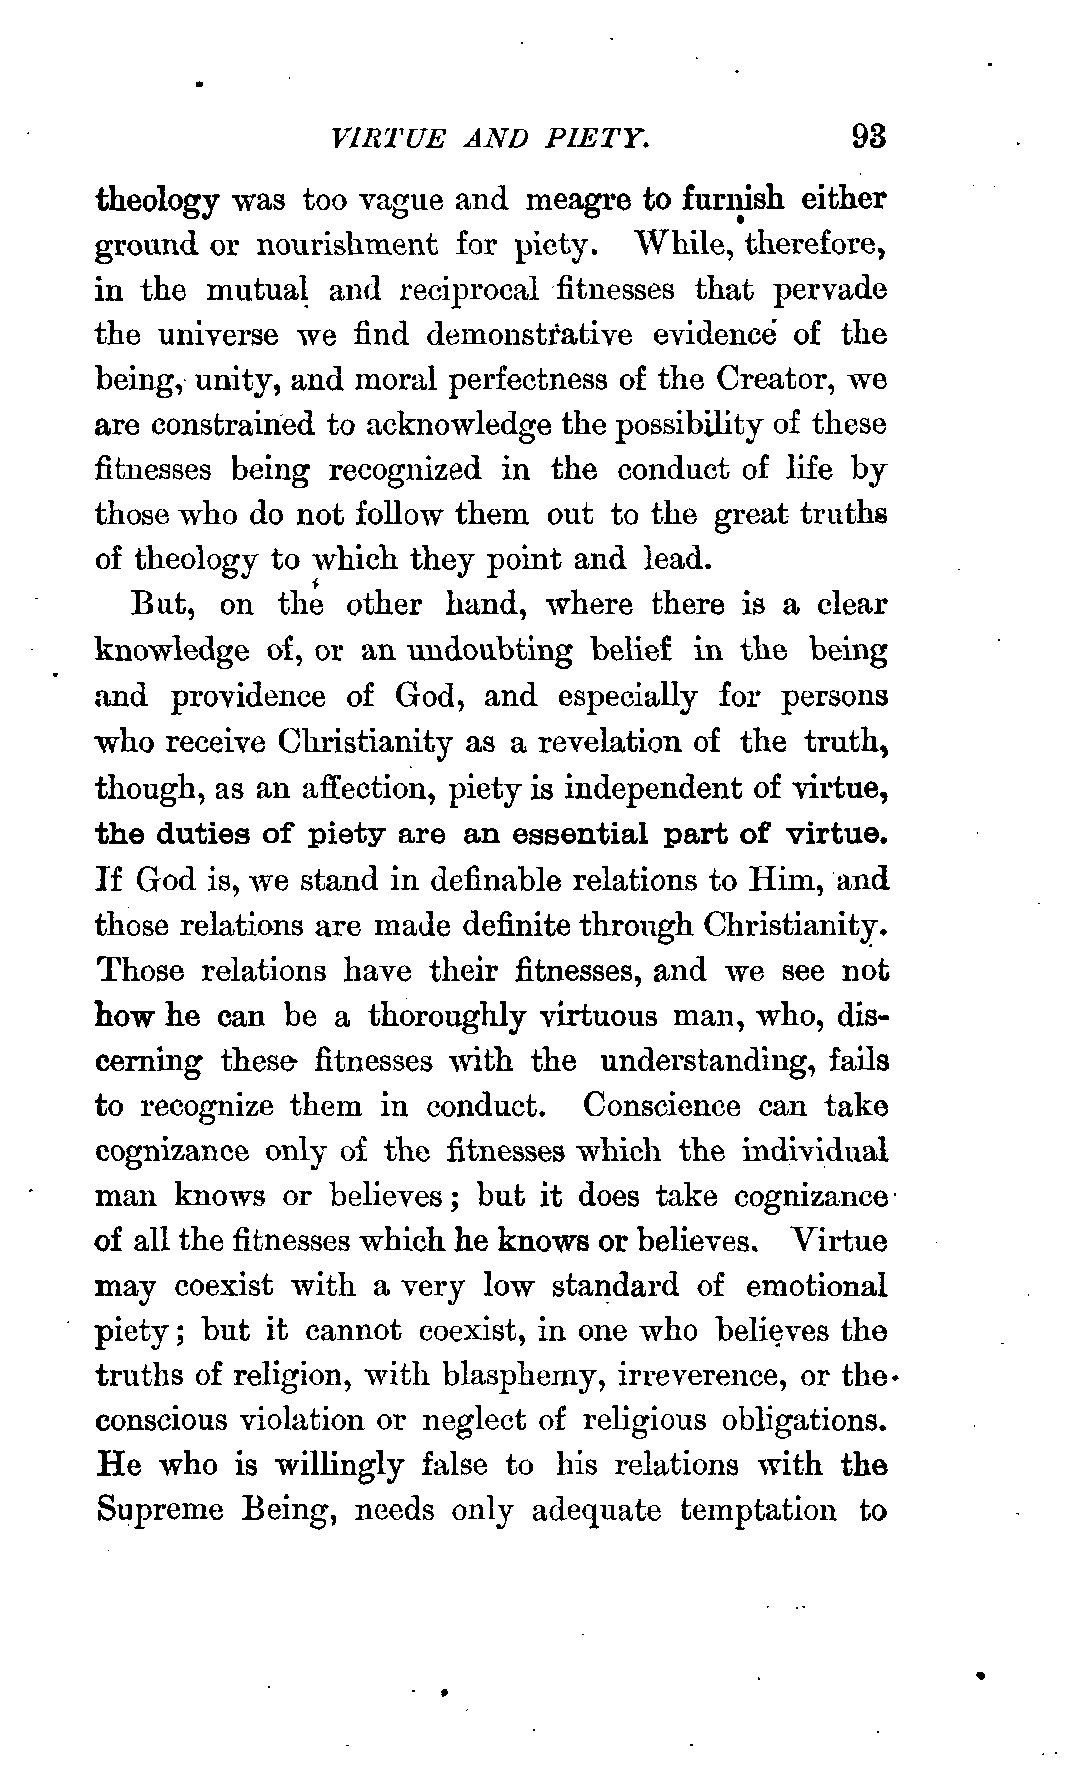 VIRTUE AND PIETY. 93
theology was too vague and meagre to furnish either
ground or nourishment for piety. While, therefore,
in the mutual and reciprocal fitnesses that pervade
the universe we find demonstrative evidence of the
being, unity, and moral perfectness of the Creator, we
are constrained to acknowledge the possibility of these
fitnesses being recognized in the conduct of life by
those who do not follow them out to the great truths
of theology to which they point and lead.
But, on the other hand, where there is a clear
knowledge of, or an undoubting belief in the being
and providence of God, and especially for persons
who receive Christianity as a revelation of the truth,
though, as an affection, piety is independent of virtue,
the duties of piety are an essential part of virtue.
If God is, we stand in definable relations to Him, and
those relations are made definite through Christianity.
Those relations have their fitnesses, and we see not
how he can be a thoroughly virtuous man, who, dis-
cerning these fitnesses with the understanding, fails
to recognize them in conduct. Conscience can take
cognizance only of the fitnesses which the individual
man knows or believes; but it does take cognizance
of all the fitnesses which he knows or believes. Virtue
may coexist with a very low standard of emotional
piety; but it cannot coexist, in one who believes the
truths of religion, with blasphemy, irreverence, or the
conscious violation or neglect of religious obligations.
He who is willingly false to his relations with the
Supreme Being, needs only adequate temptation to